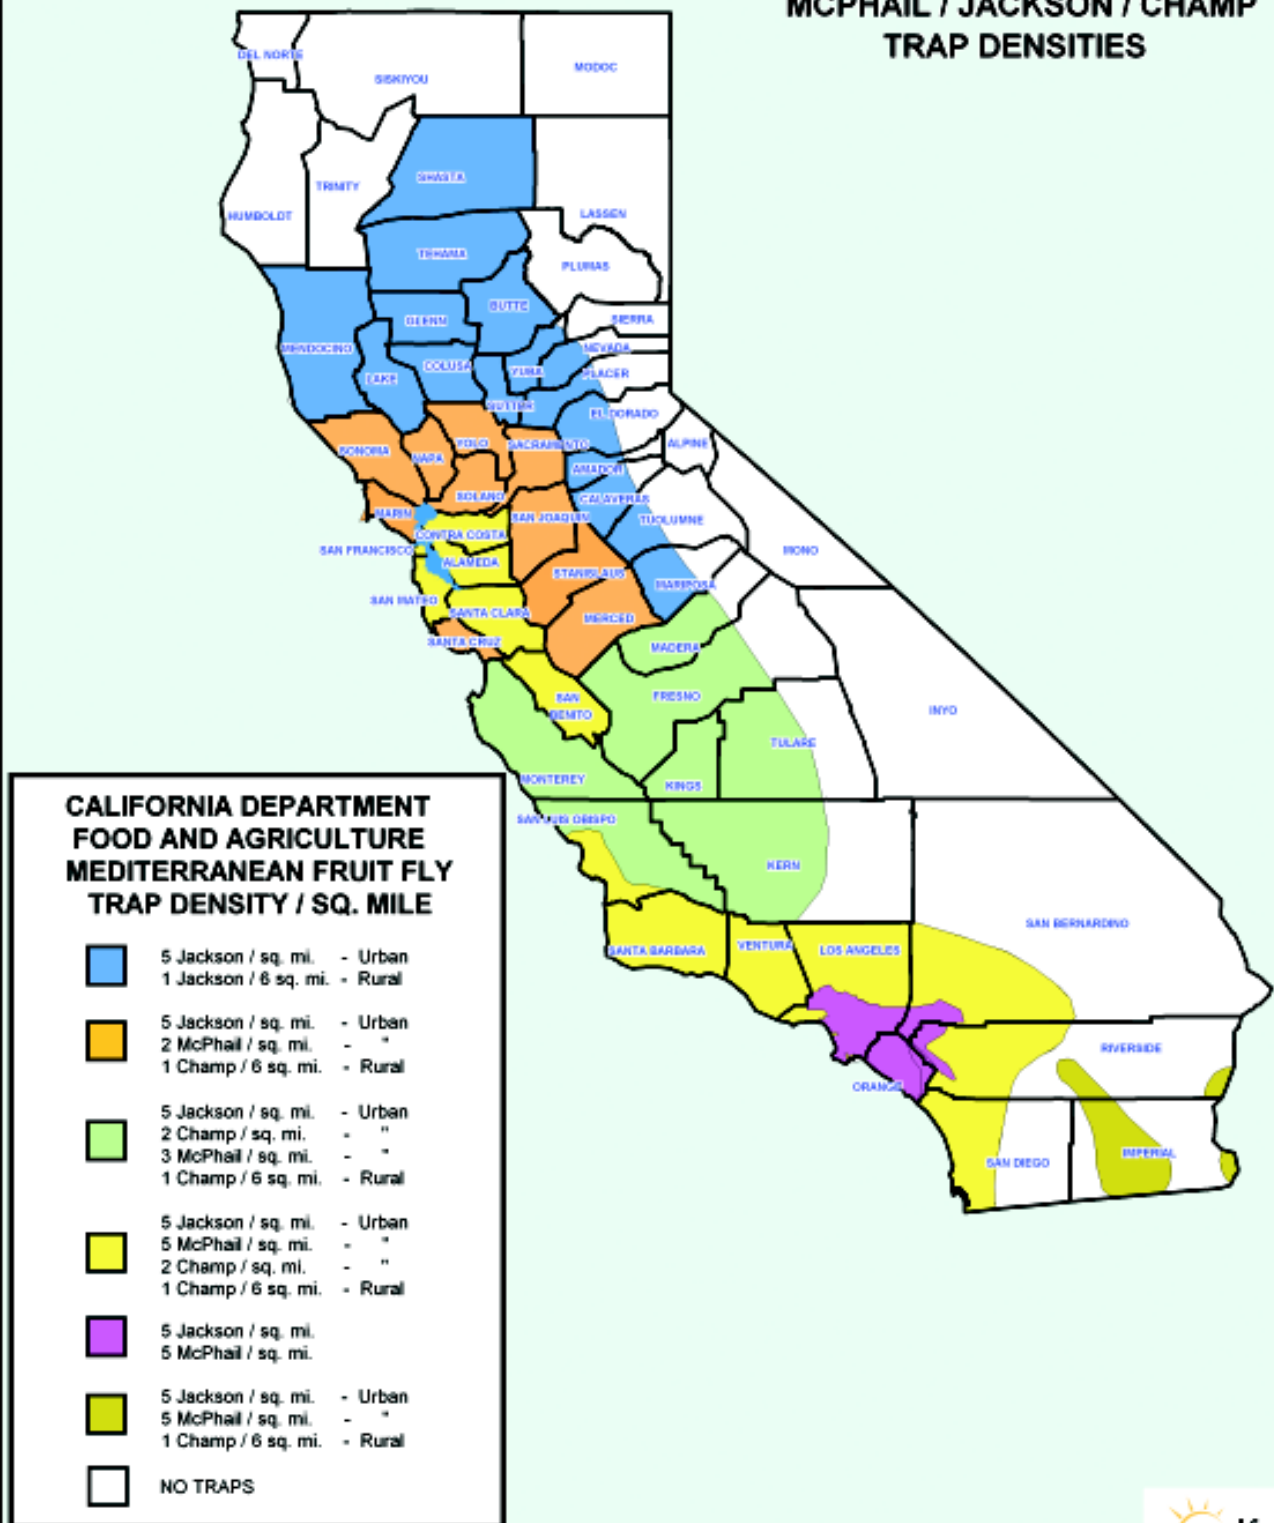 MCPHAIL / JACKSON / CHAMP
TRAP DENSITIES
DEL NORTE
SISKIYOU
MODOC
SHASTA
TRINITY
HUMBOLDT
LASSEN
TEHAMA
PLUMAS
BUTTE
GLENN
SIERRA
MENDOCINO
NEVADA
COLUSA
YUBA
PLACER
LAKE
SUTTER
EL DORADO
SONOMA
NAPA
YOLO
SACRAMENTO
ALPINE
AMADOR
SOLANO
CALAVERAS
MARIN
SAN JOAQUIN
TUOLUMNE
CONTRA COSTA
SAN FRANCISCO
MONO
ALAMEDA
STANISLAUS
MARIPOSA
SAN MATEO
SANTA CLARA
MERCED
SANTA CRUZ
MADERA
SAN
BENITO
FRESNO
INYO
TULARE
MONTEREY
KINGS
SAN LUIS OBISPO
KERN
SAN BERNARDINO
SANTA BARBARA
VENTURA
LOS ANGELES
RIVERSIDE
ORANGE
SAN DIEGO
IMPERIAL
CALIFORNIA DEPARTMENT
FOOD AND AGRICULTURE
MEDITERRANEAN FRUIT FLY
TRAP DENSITY / SQ. MILE
5 Jackson / sq. mi. - Urban
1 Jackson / 6 sq. mi. - Rural
5 Jackson / sq. mi. - Urban
2 McPhail / sq. mi. - "
1 Champ / 6 sq. mi. - Rural
5 Jackson / sq. mi. - Urban
2 Champ / sq. mi. - "
3 McPhail / sq. mi. - "
1 Champ / 6 sq. mi. - Rural
5 Jackson / sq. mi. - Urban
5 McPhail / sq. mi. - "
2 Champ / sq. mi. - "
1 Champ / 6 sq. mi. - Rural
5 Jackson / sq. mi.
5 McPhail / sq. mi.
5 Jackson / sq. mi. - Urban
5 McPhail / sq. mi. - "
1 Champ / 6 sq. mi. - Rural
NO TRAPS